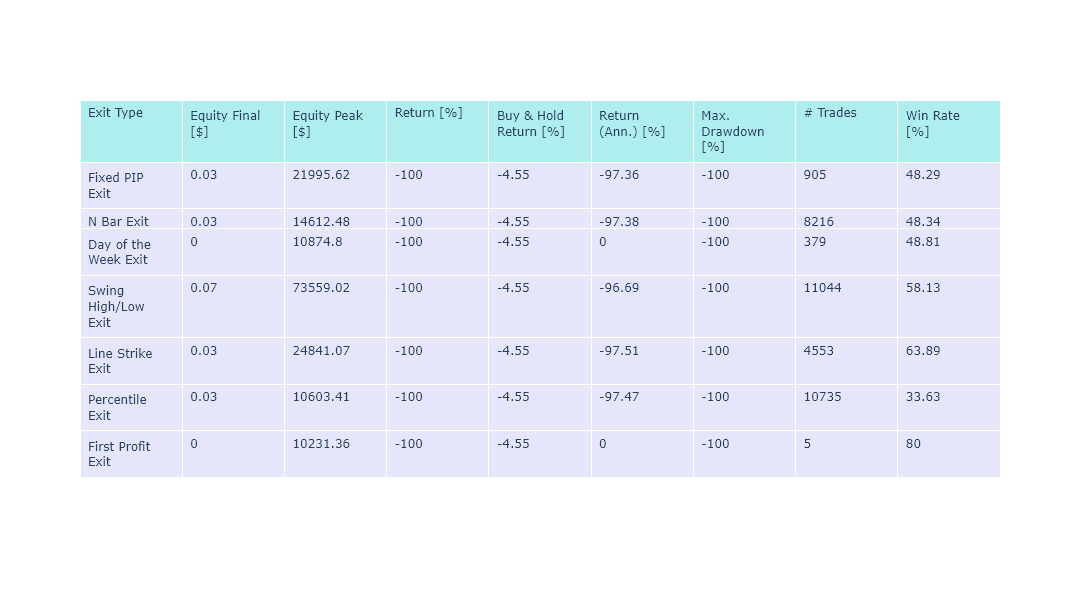 Exit Type Equity Final [$] Equity Peak [$] Return [%] Buy & Hold Return [%] Return (Ann.) [%] Max. Drawdown [%] # Trades Win Rate [%]
Fixed PIP Exit 0.03 21995.62 -100 -4.55 -97.36 -100 905 48.29
N Bar Exit 0.03 14612.48 -100 -4.55 -97.38 -100 8216 48.34
Day of the Week Exit 0 10874.8 -100 -4.55 0 -100 379 48.81
Swing High/Low Exit 0.07 73559.02 -100 -4.55 -96.69 -100 11044 58.13
Line Strike Exit 0.03 24841.07 -100 -4.55 -97.51 -100 4553 63.89
Percentile Exit 0.03 10603.41 -100 -4.55 -97.47 -100 10735 33.63
First Profit Exit 0 10231.36 -100 -4.55 0 -100 5 80